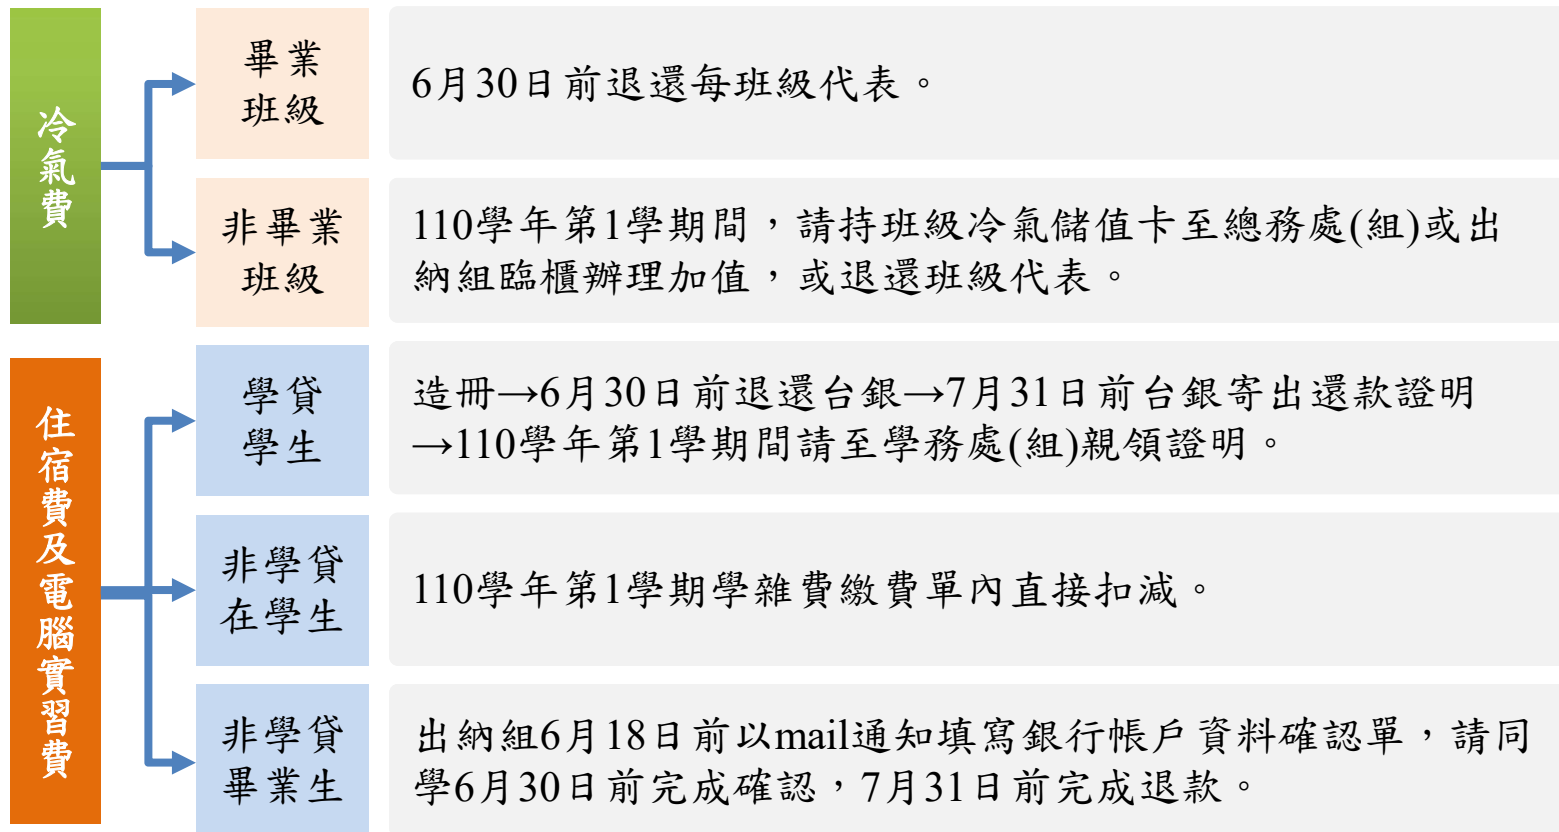 冷氣費
畢業
班級
6月30日前退還每班級代表。
非畢業
班級
110學年第1學期間，請持班級冷氣儲值卡至總務處(組)或出
納組臨櫃辦理加值，或退還班級代表。
住宿費及電腦實習費
學貸
學生
造冊→6月30日前退還台銀→7月31日前台銀寄出還款證明
→110學年第1學期間請至學務處(組)親領證明。
非學貸
在學生
110學年第1學期學雜費繳費單內直接扣減。
非學貸
畢業生
出納組6月18日前以mail通知填寫銀行帳戶資料確認單，請同
學6月30日前完成確認，7月31日前完成退款。